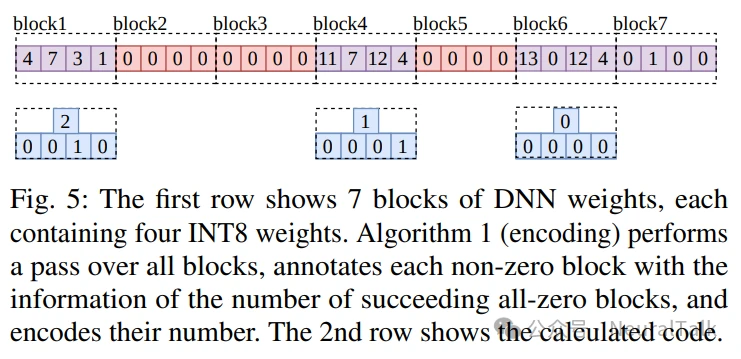 block1 block2 block3 block4 block5 block6 block7
4 7 3 1 0 0 0 0 0 0 0 0 11 7 12 4 0 0 0 0 13 0 12 4 0 1 0 0
2 1 0
0 0 1 0 0 0 0 1 0 0 0 0
Fig. 5: The first row shows 7 blocks of DNN weights, each
containing four INT8 weights. Algorithm 1 (encoding) performs
a pass over all blocks, annotates each non-zero block with the
information of the number of succeeding all-zero blocks, and
encodes their number. The 2nd row shows the calculated code.
公众号 · NeuralTalk